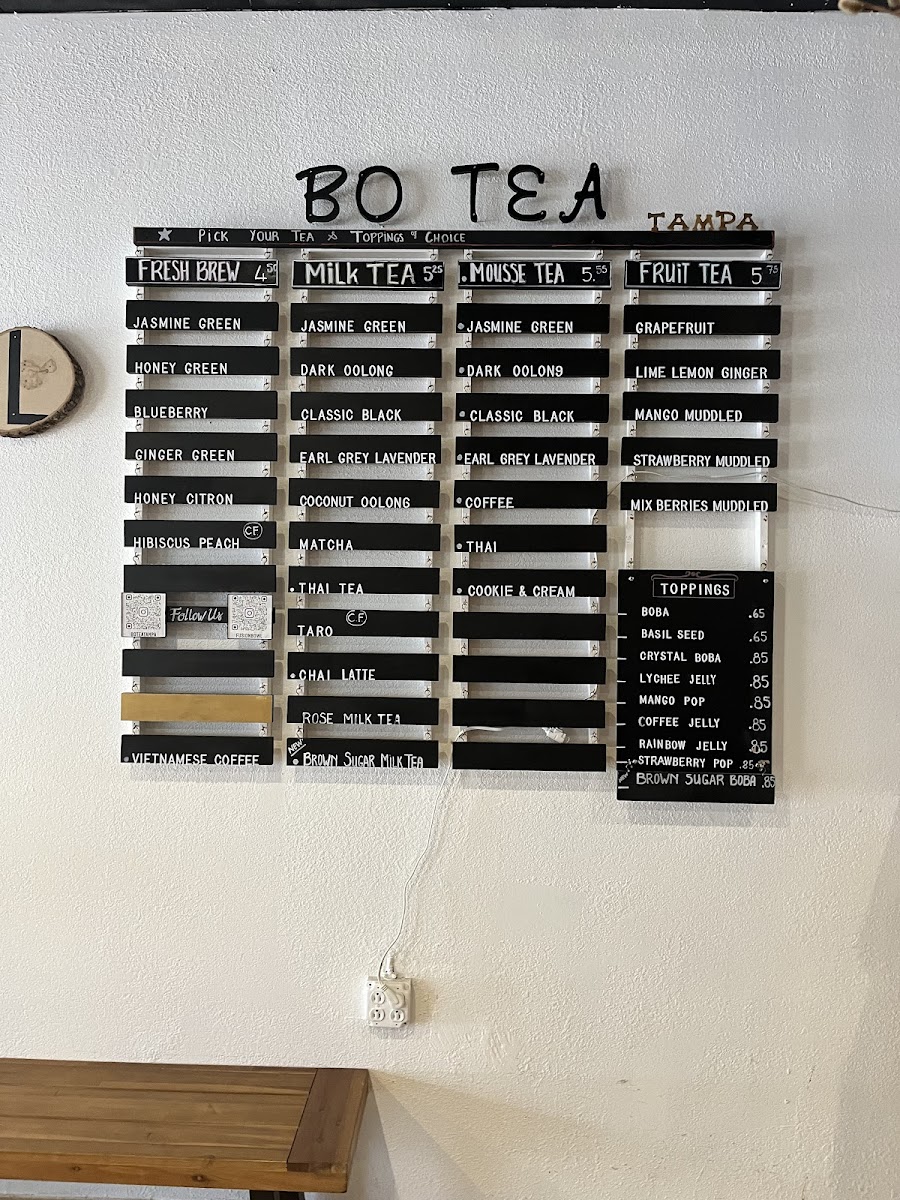 BO TEA
TAMPA
PICK YOUR TEA & TOPPINGS of CHOICE
FRESH BREW 4.50
JASMINE GREEN
HONEY GREEN
BLUEBERRY
GINGER GREEN
HONEY CITRON
HIBISCUS PEACH C.F.
Follow Us
BOTEATAMPA
FUSIONBOWL
VIETNAMESE COFFEE
MILK TEA 5.25
JASMINE GREEN
DARK OOLONG
CLASSIC BLACK
EARL GREY LAVENDER
COCONUT OOLONG
MATCHA
THAI TEA
TARO C.F.
CHAI LATTE
ROSE MILK TEA
NEW BROWN SUGAR MILK TEA
MOUSSE TEA 5.55
JASMINE GREEN
DARK OOLON9
CLASSIC BLACK
EARL GREY LAVENDER
COFFEE
THAI
COOKIE & CREAM
FRUIT TEA 5.75
GRAPEFRUIT
LIME LEMON GINGER
MANGO MUDDLED
STRAWBERRY MUDDLED
MIX BERRIES MUDDLED
TOPPINGS
BOBA .65
BASIL SEED .65
CRYSTAL BOBA .85
LYCHEE JELLY .85
MANGO POP .85
COFFEE JELLY .85
RAINBOW JELLY .85
STRAWBERRY POP .85
NEW BROWN SUGAR BOBA .85